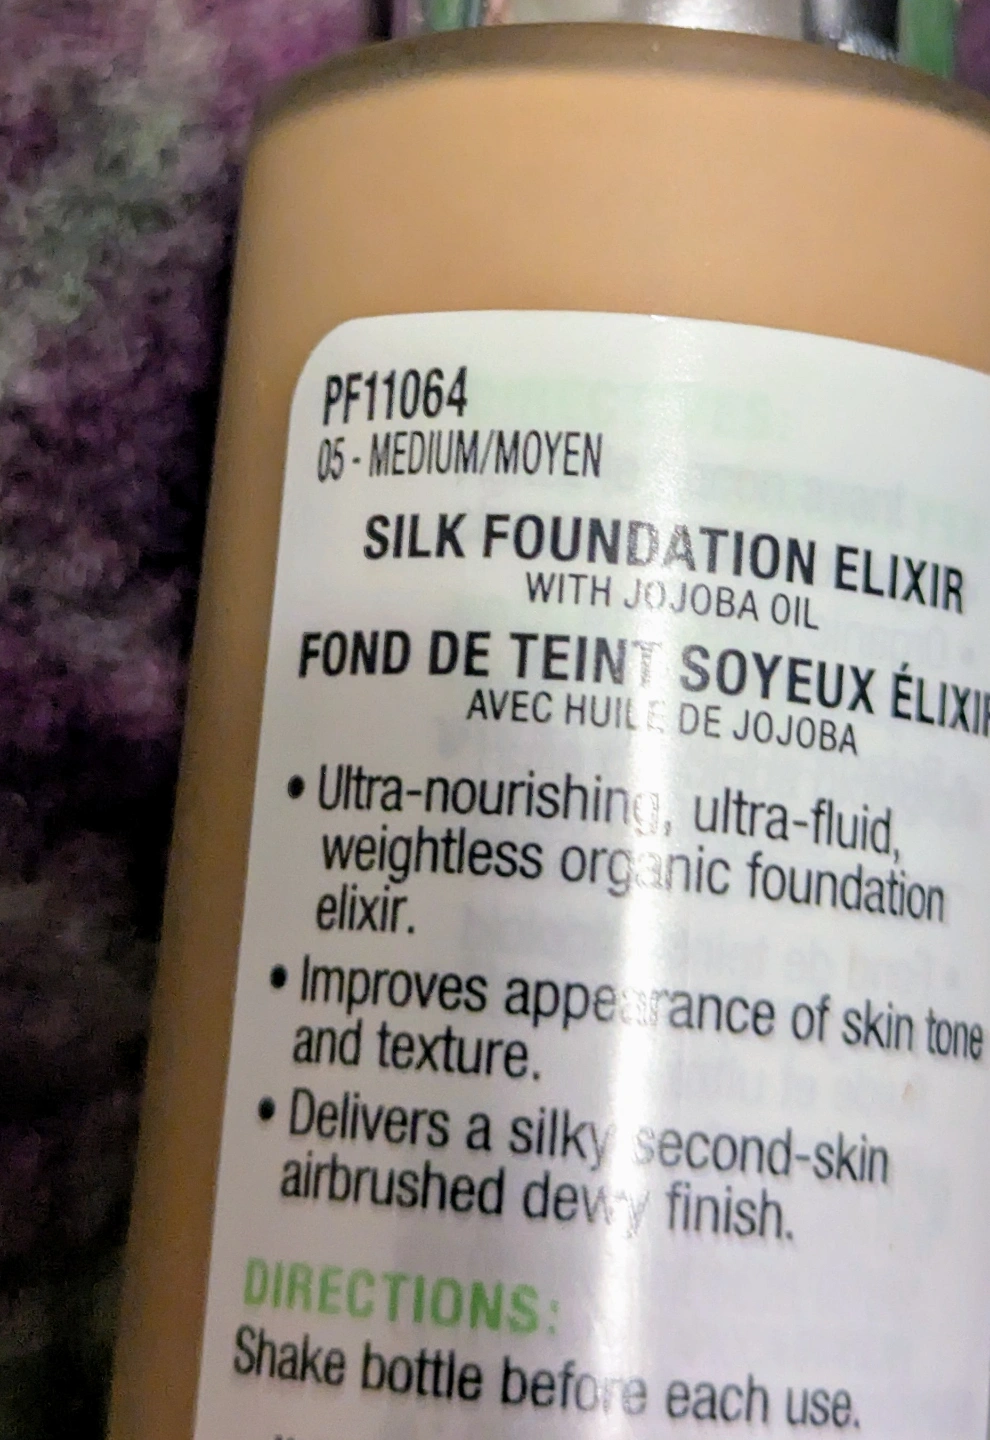 PF11064
05 - MEDIUM/MOYEN
SILK FOUNDATION ELIXIR
WITH JOJOBA OIL
FOND DE TEINT SOYEUX ÉLIXIR
AVEC HUILE DE JOJOBA
• Ultra-nourishing, ultra-fluid,
weightless organic foundation
elixir.
• Improves appearance of skin tone
and texture.
• Delivers a silky second-skin
airbrushed dewy finish.
DIRECTIONS:
Shake bottle before each use.